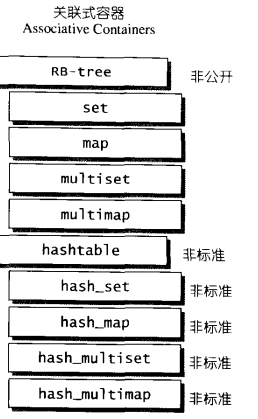 关联式容器
Associative Containers
RB-tree 非公开
set
map
multiset
multimap
hashtable 非标准
hash_set 非标准
hash_map 非标准
hash_multiset 非标准
hash_multimap 非标准